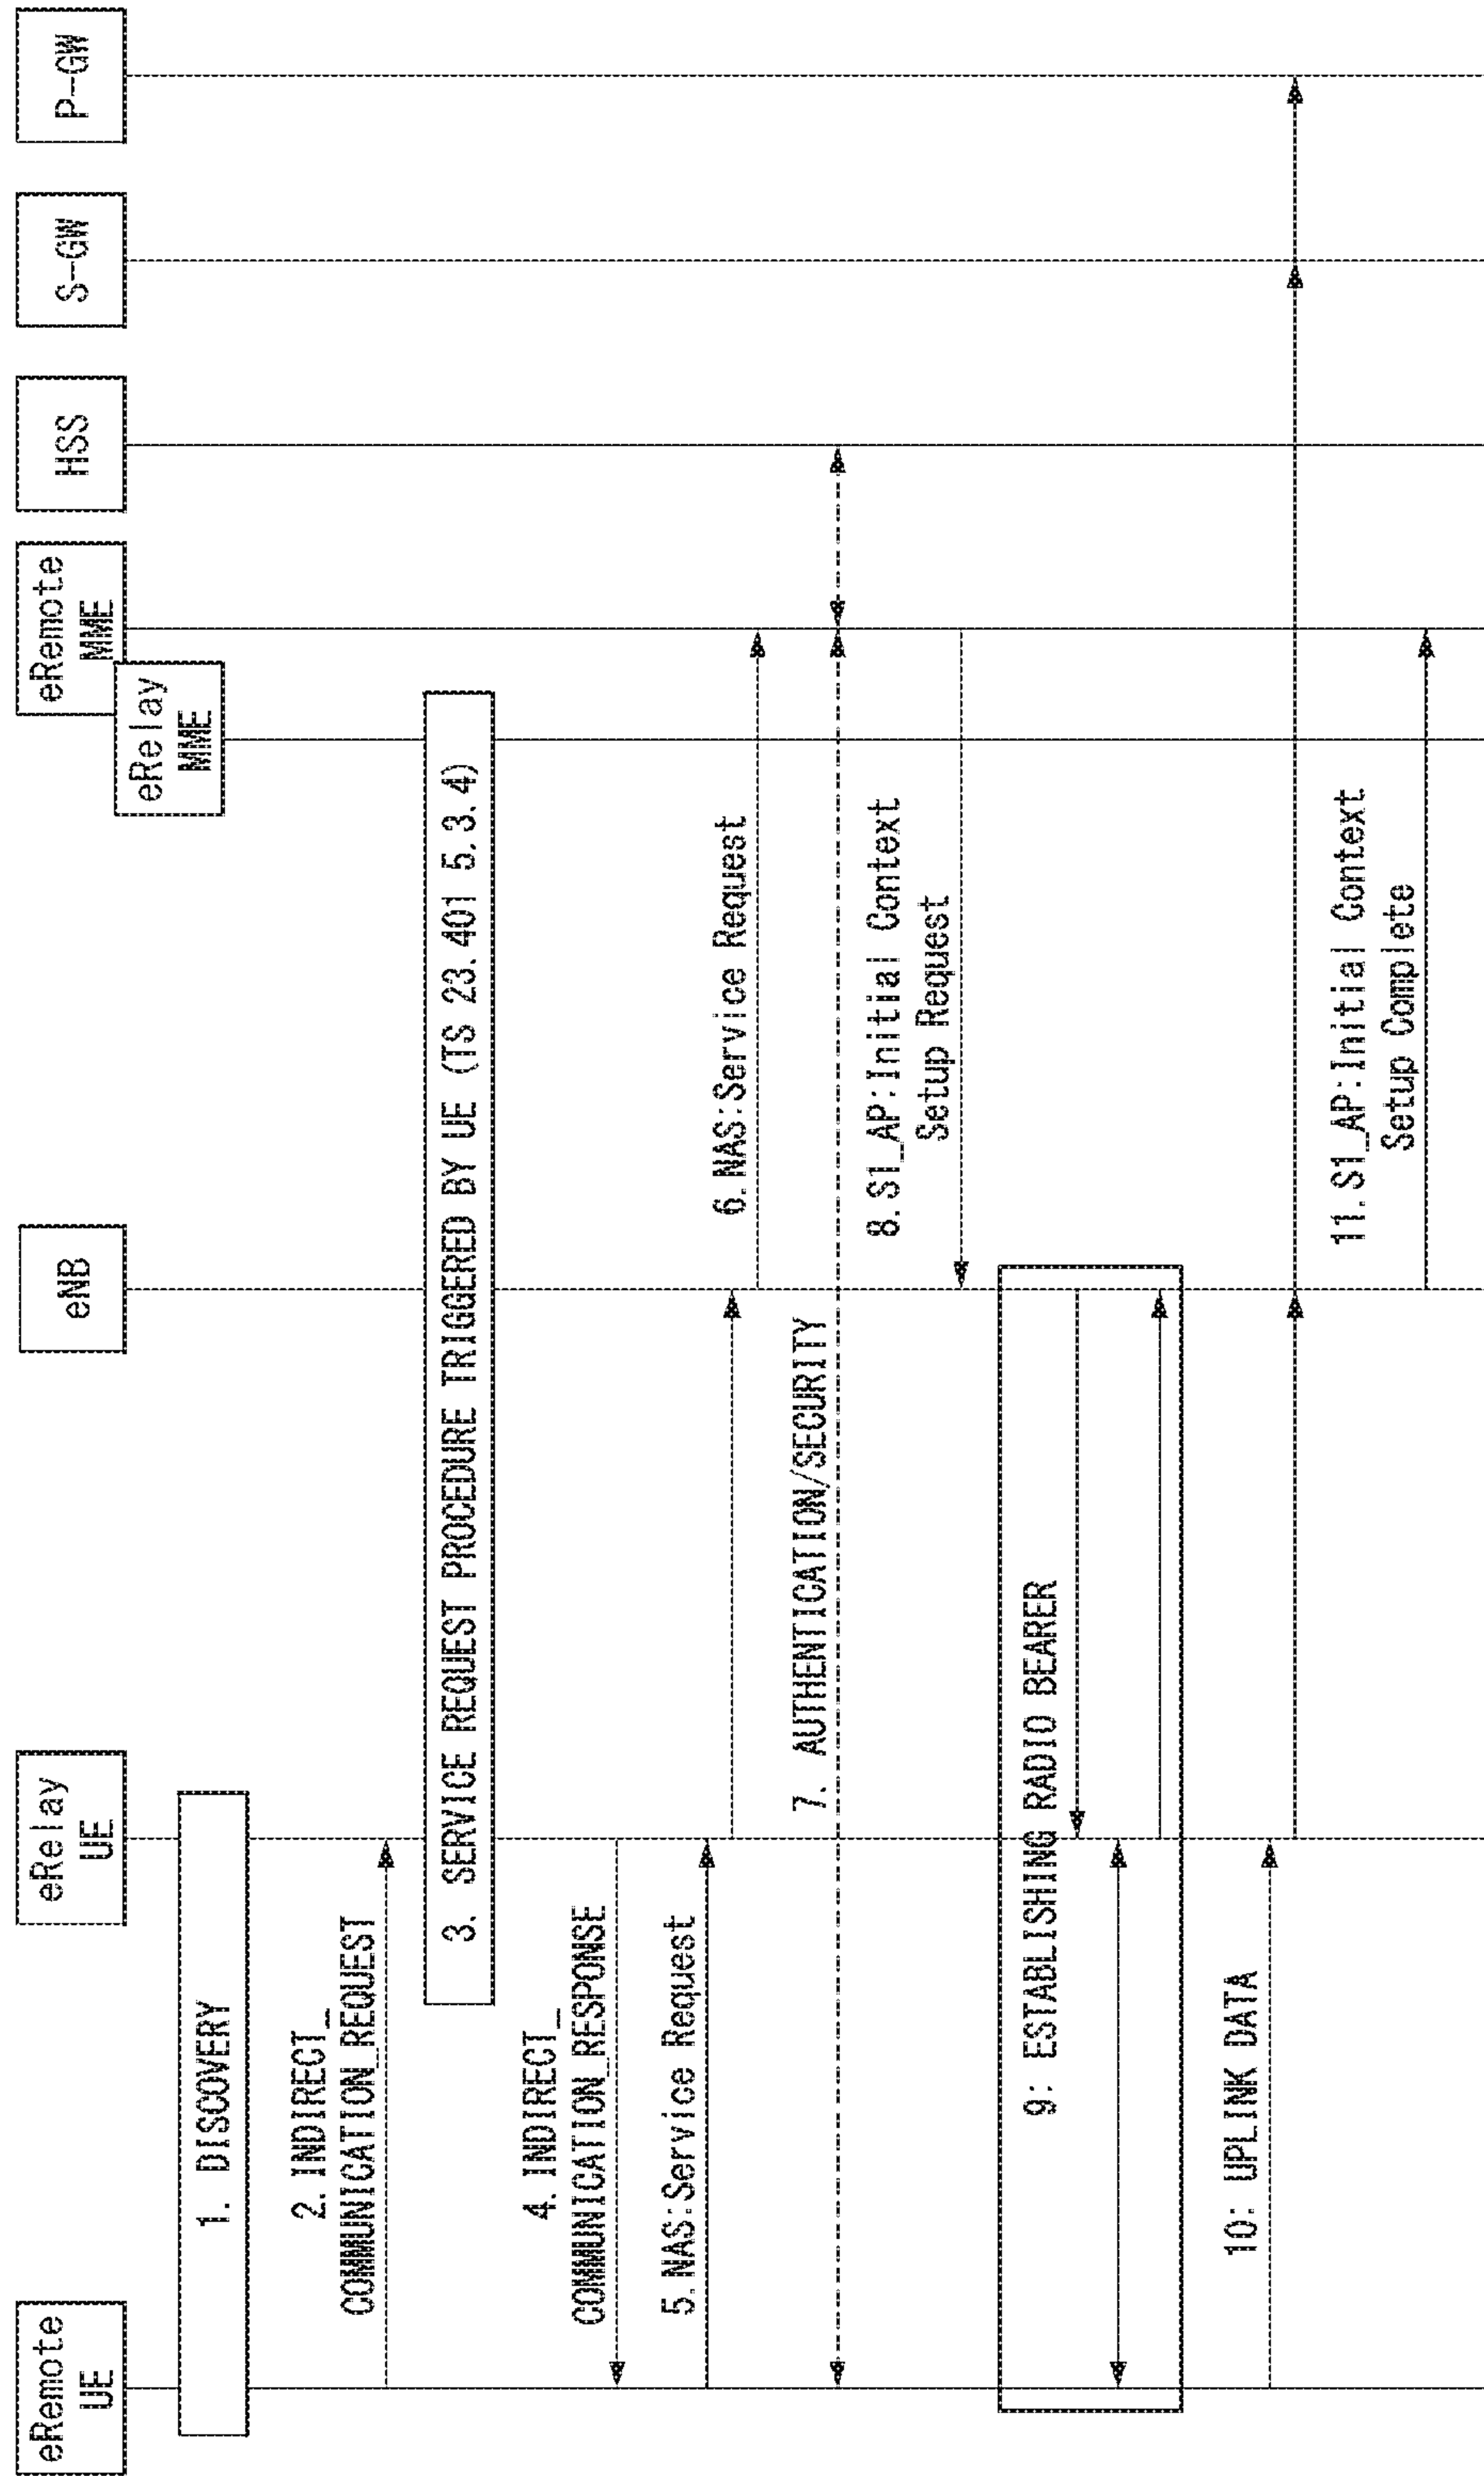 eRemote
UE
eRelay
UE
eNB
eRelay
MME
eRemote
MME
HSS
S-GW
P-GW
1. DISCOVERY
2. INDIRECT_
COMMUNICATION_REQUEST
3. SERVICE REQUEST PROCEDURE TRIGGERED BY UE (TS 23.401 5.3.4)
4. INDIRECT_
COMMUNICATION_RESPONSE
5.NAS:Service Request
6.NAS:Service Request
7. AUTHENTICATION/SECURITY
8.S1_AP:Initial Context
Setup Request
9: ESTABLISHING RADIO BEARER
10: UPLINK DATA
11.S1_AP:Initial Context
Setup Complete